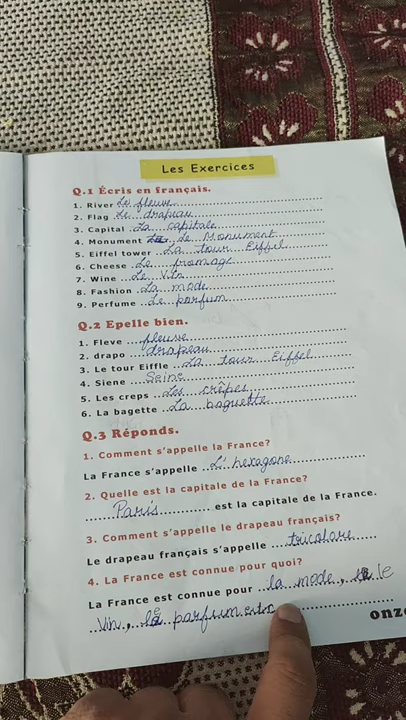 Les Exercices
Q.1 Écris en français.
1. River Le fleuve
2. Flag Le drapeau
3. Capital La capitale
4. Monument Le Monument
5. Eiffel tower La tour Eiffel
6. Cheese Le fromage
7. Wine Le Vin
8. Fashion La mode
9. Perfume Le parfum
Q.2 Epelle bien.
1. Fleve fleuve
2. drapo drapeau
3. Le tour Eiffle La tour Eiffel
4. Siene Seine
5. Les creps Les crêpes
6. La bagette La baguette
Q.3 Réponds.
1. Comment s'appelle la France?
La France s'appelle L'hexagone
2. Quelle est la capitale de la France?
Paris est la capitale de la France.
3. Comment s'appelle le drapeau français?
Le drapeau français s'appelle tricolore
4. La France est connue pour quoi?
La France est connue pour la mode, le
Vin, le parfum